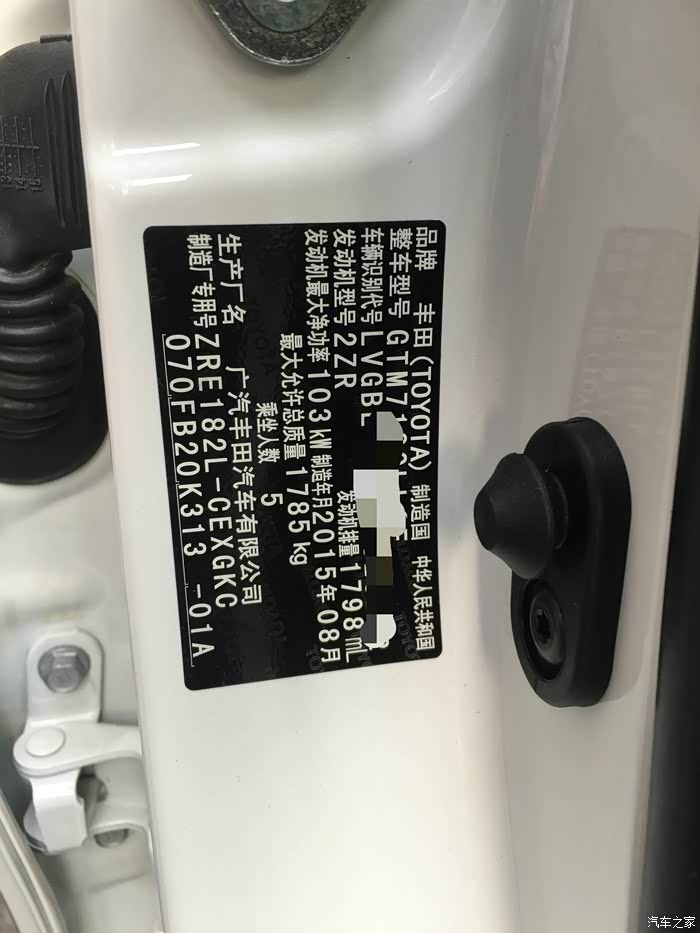 品牌 丰田(TOYOTA) 制造国 中华人民共和国
整车型号 GTM71
车辆识别代号 LVGB
发动机型号 2ZR 发动机排量 1798 mL
发动机最大净功率 103 kW 制造年月 2015年08月
最大允许总质量 1785 kg
乘坐人数 5
生产厂名 广汽丰田汽车有限公司
制造厂专用号 ZRE182L-CEXGKC
070FB20K313 -01A
汽车之家